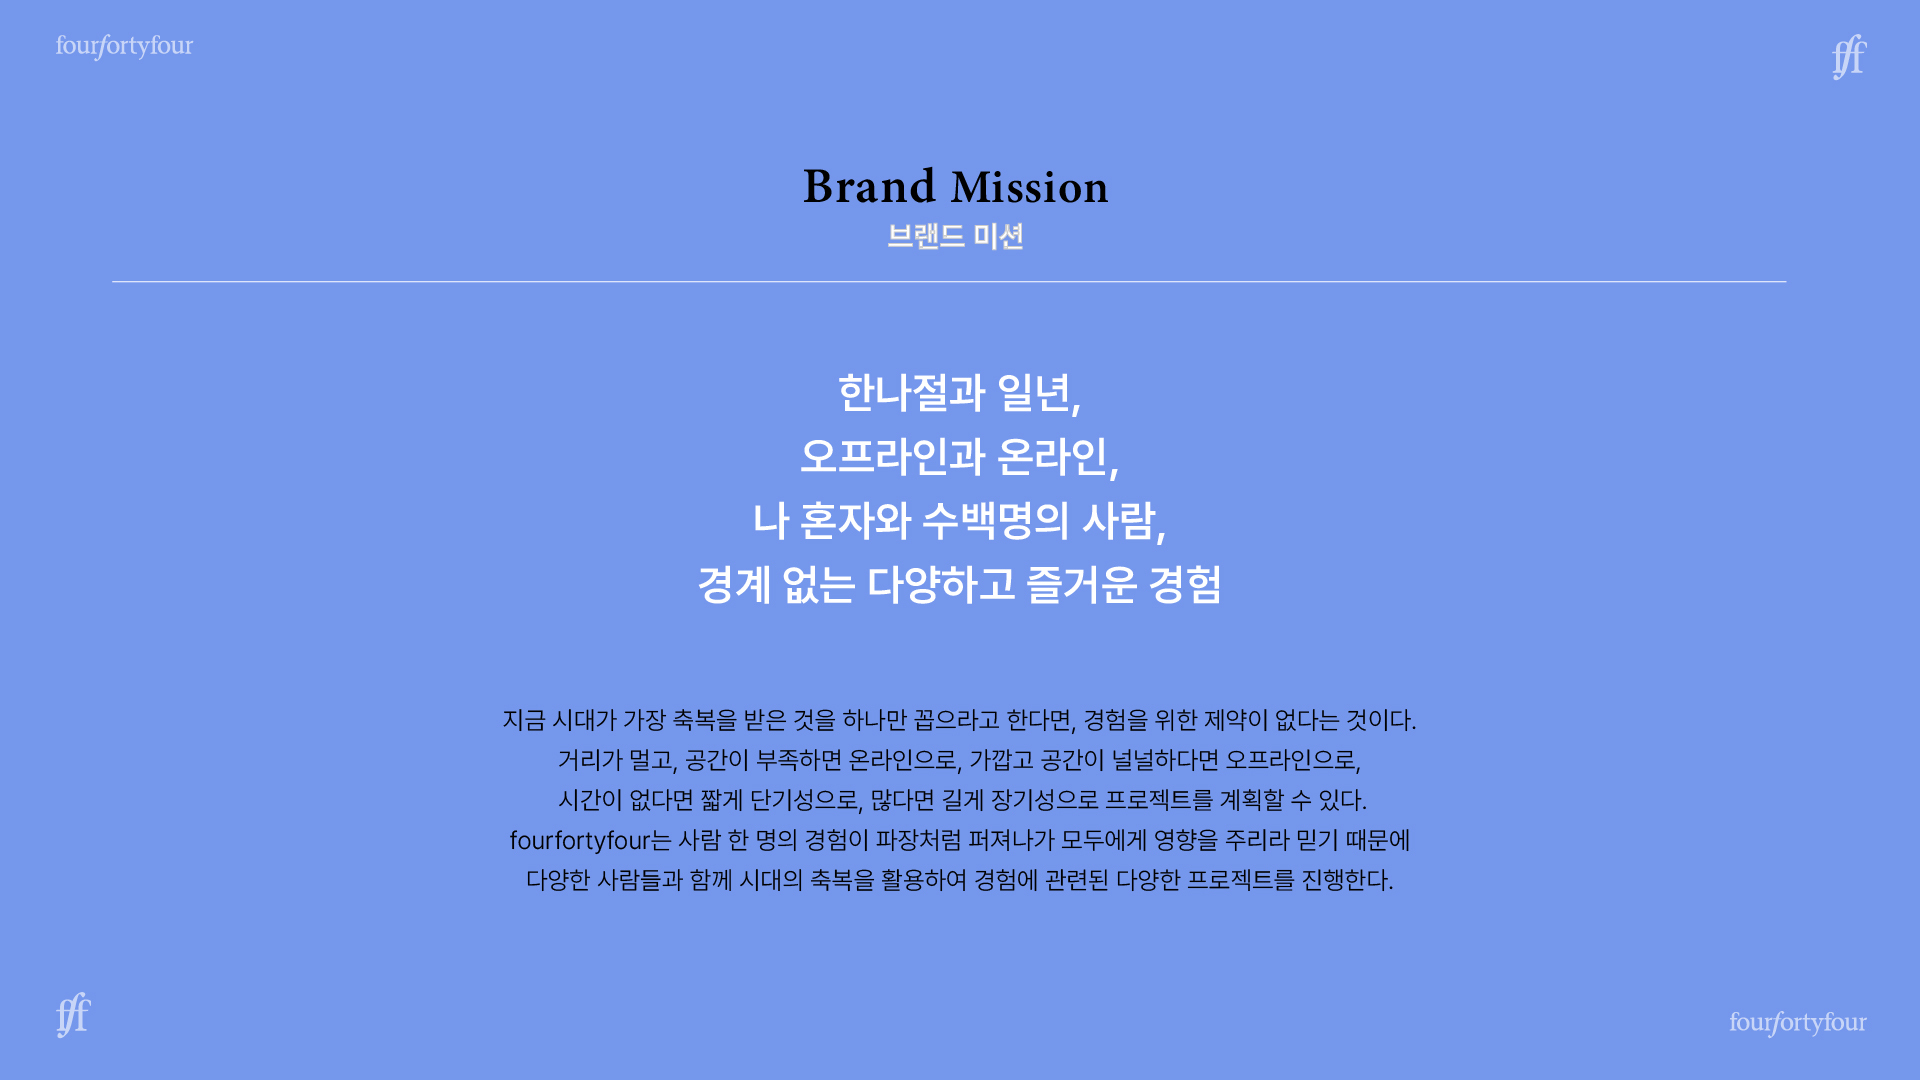 fourfortyfour
fff
Brand Mission
브랜드 미션
한나절과 일년,
오프라인과 온라인,
나 혼자와 수백명의 사람,
경계 없는 다양하고 즐거운 경험
지금 시대가 가장 축복을 받은 것을 하나만 꼽으라고 한다면, 경험을 위한 제약이 없다는 것이다.
거리가 멀고, 공간이 부족하면 온라인으로, 가깝고 공간이 널널하다면 오프라인으로,
시간이 없다면 짧게 단기성으로, 많다면 길게 장기성으로 프로젝트를 계획할 수 있다.
fourfortyfour는 사람 한 명의 경험이 파장처럼 퍼져나가 모두에게 영향을 주리라 믿기 때문에
다양한 사람들과 함께 시대의 축복을 활용하여 경험에 관련된 다양한 프로젝트를 진행한다.
fff
fourfortyfour